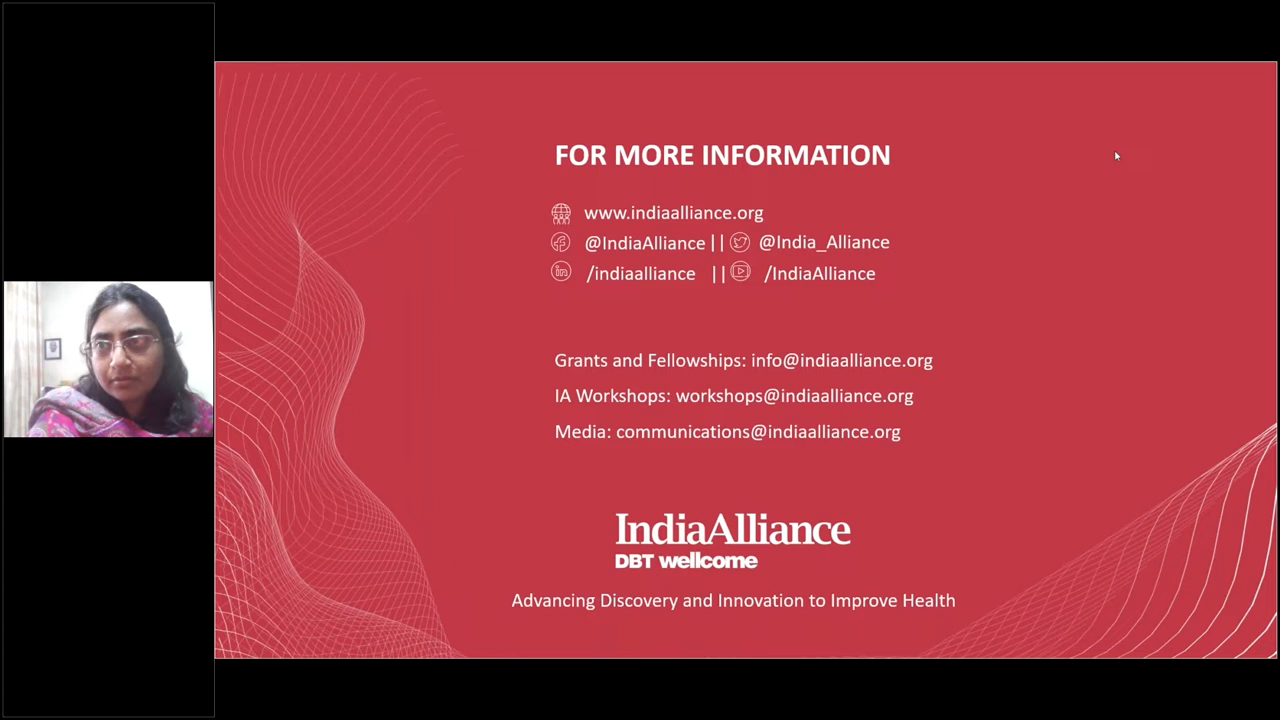 FOR MORE INFORMATION
www.indiaalliance.org
@IndiaAlliance || @India_Alliance
/indiaalliance || /IndiaAlliance
Grants and Fellowships: info@indiaalliance.org
IA Workshops: workshops@indiaalliance.org
Media: communications@indiaalliance.org
IndiaAlliance
DBT wellcome
Advancing Discovery and Innovation to Improve Health